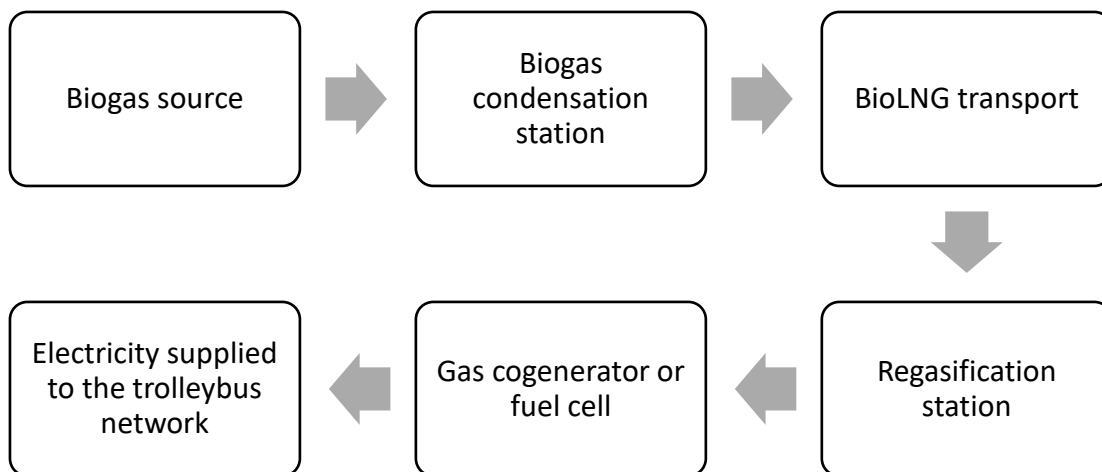 Biogas source
Biogas
condensation
station
BioLNG transport
Regasification
station
Gas cogenerator or
fuel cell
Electricity supplied
to the trolleybus
network